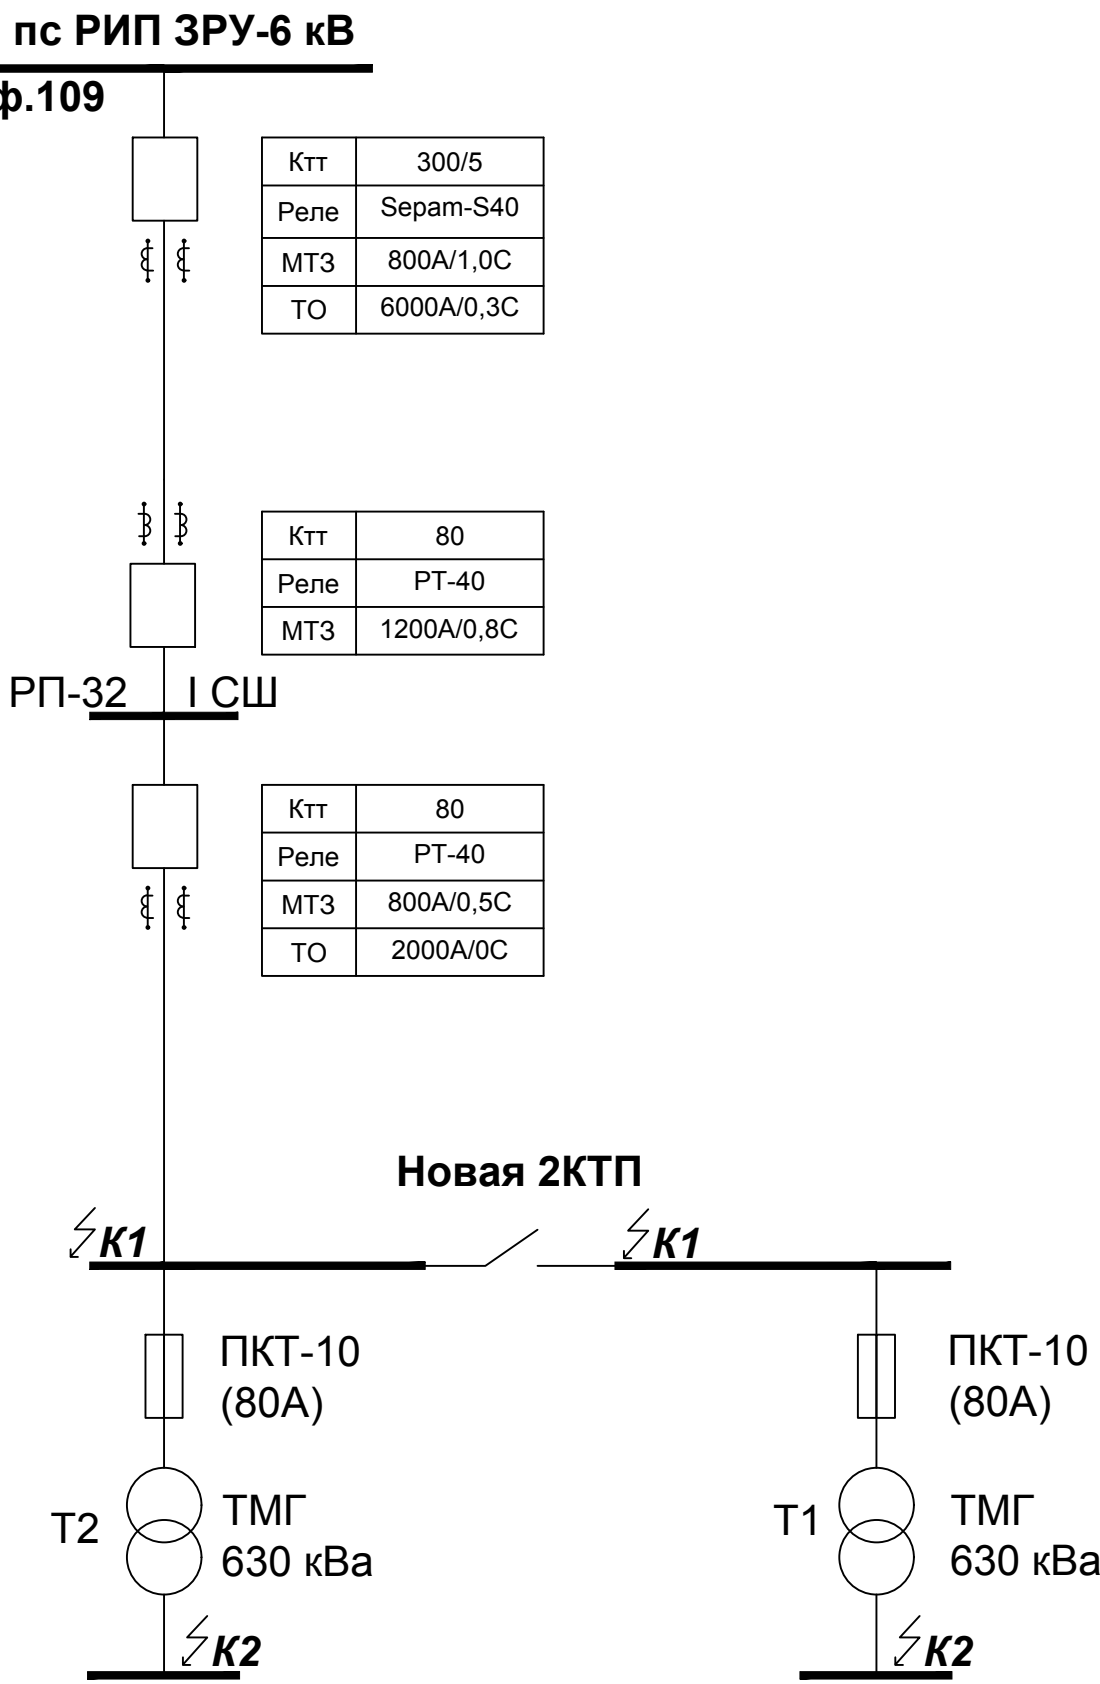 пс РИП ЗРУ-6 кВ
ф.109
Ктт 300/5
Реле Sepam-S40
МТЗ 800А/1,0С
ТО 6000А/0,3С
Ктт 80
Реле РТ-40
МТЗ 1200А/0,8С
РП-32 I СШ
Ктт 80
Реле РТ-40
МТЗ 800А/0,5С
ТО 2000А/0С
Новая 2КТП
К1 К1
ПКТ-10 ПКТ-10
(80А) (80А)
Т2 ТМГ Т1 ТМГ
630 кВа 630 кВа
К2 К2